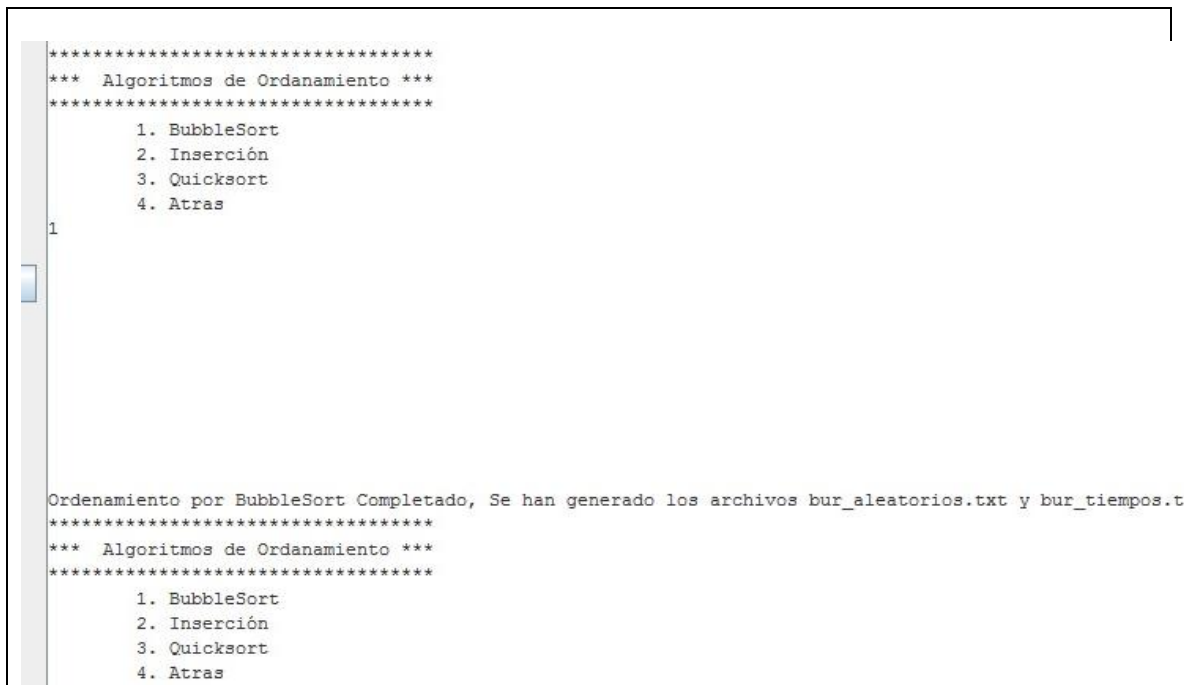 ***********************************
*** Algoritmos de Ordanamiento ***
***********************************
1. BubbleSort
2. Inserción
3. Quicksort
4. Atras
1
Ordenamiento por BubbleSort Completado, Se han generado los archivos bur_aleatorios.txt y bur_tiempos.t
***********************************
*** Algoritmos de Ordanamiento ***
***********************************
1. BubbleSort
2. Inserción
3. Quicksort
4. Atras